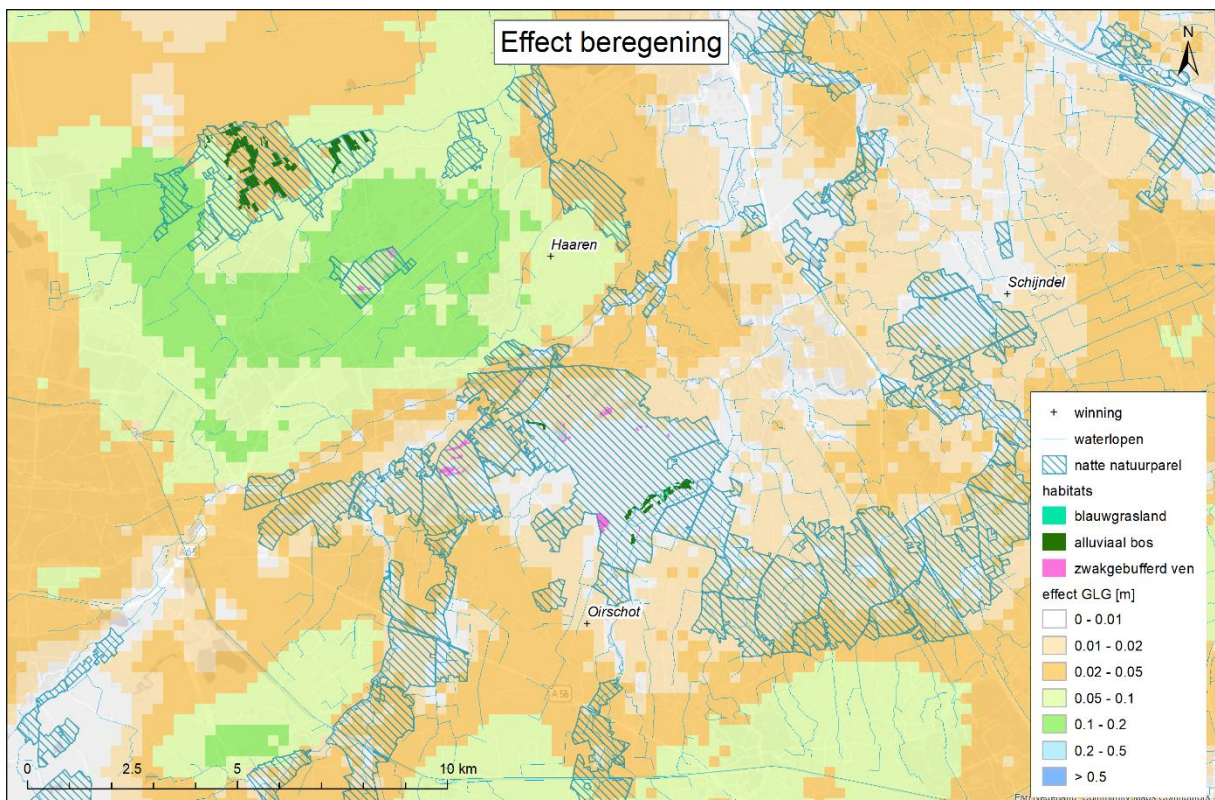 Effect beregening
N
Haaren
Schijndel
Oirschot
A65
A58
0 2.5 5 10 km
winning
waterlopen
natte natuurparel
habitats
blauwgrasland
alluviaal bos
zwakgebufferd ven
effect GLG [m]
0 - 0.01
0.01 - 0.02
0.02 - 0.05
0.05 - 0.1
0.1 - 0.2
0.2 - 0.5
> 0.5